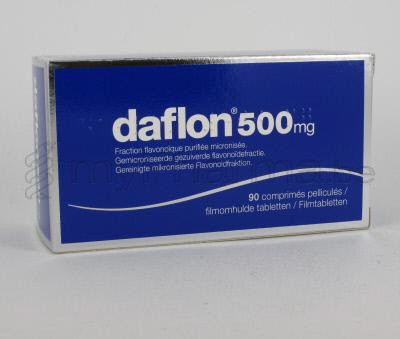 daflon® 500mg
Fraction flavonoïque purifiée micronisée.
Gemicroniseerde gezuiverde flavonoïdefractie.
Gereinigte mikronisierte Flavonoidfraktion.
90 comprimés pelliculés /
filmomhulde tabletten / Filmtabletten